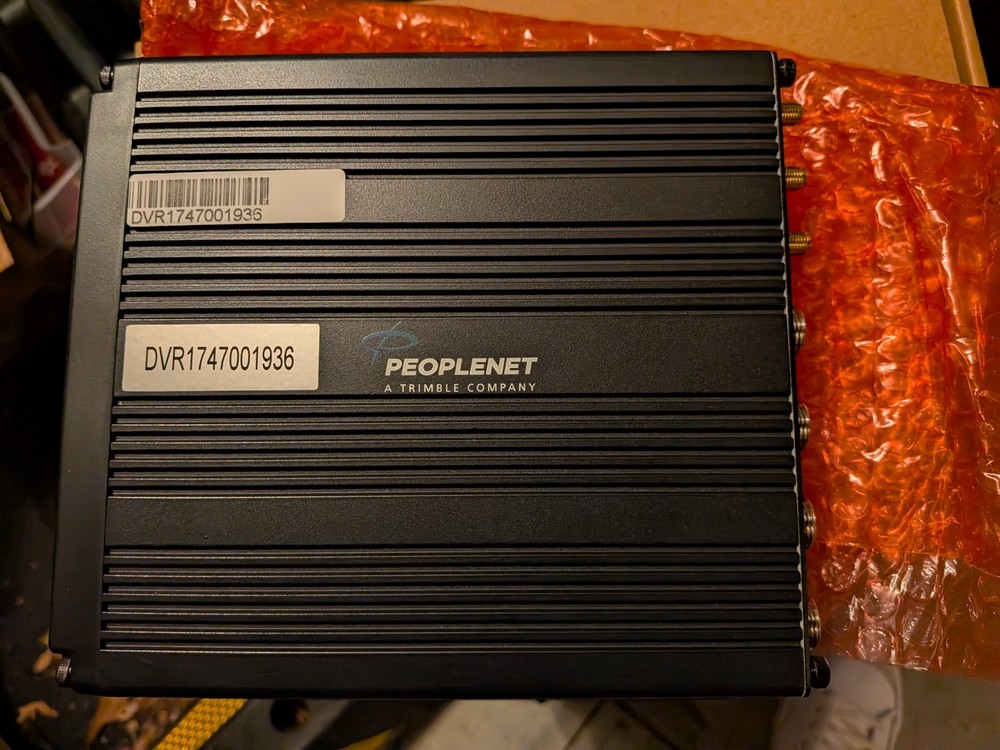 DVR1747001936
DVR1747001936
PEOPLENET
A TRIMBLE COMPANY